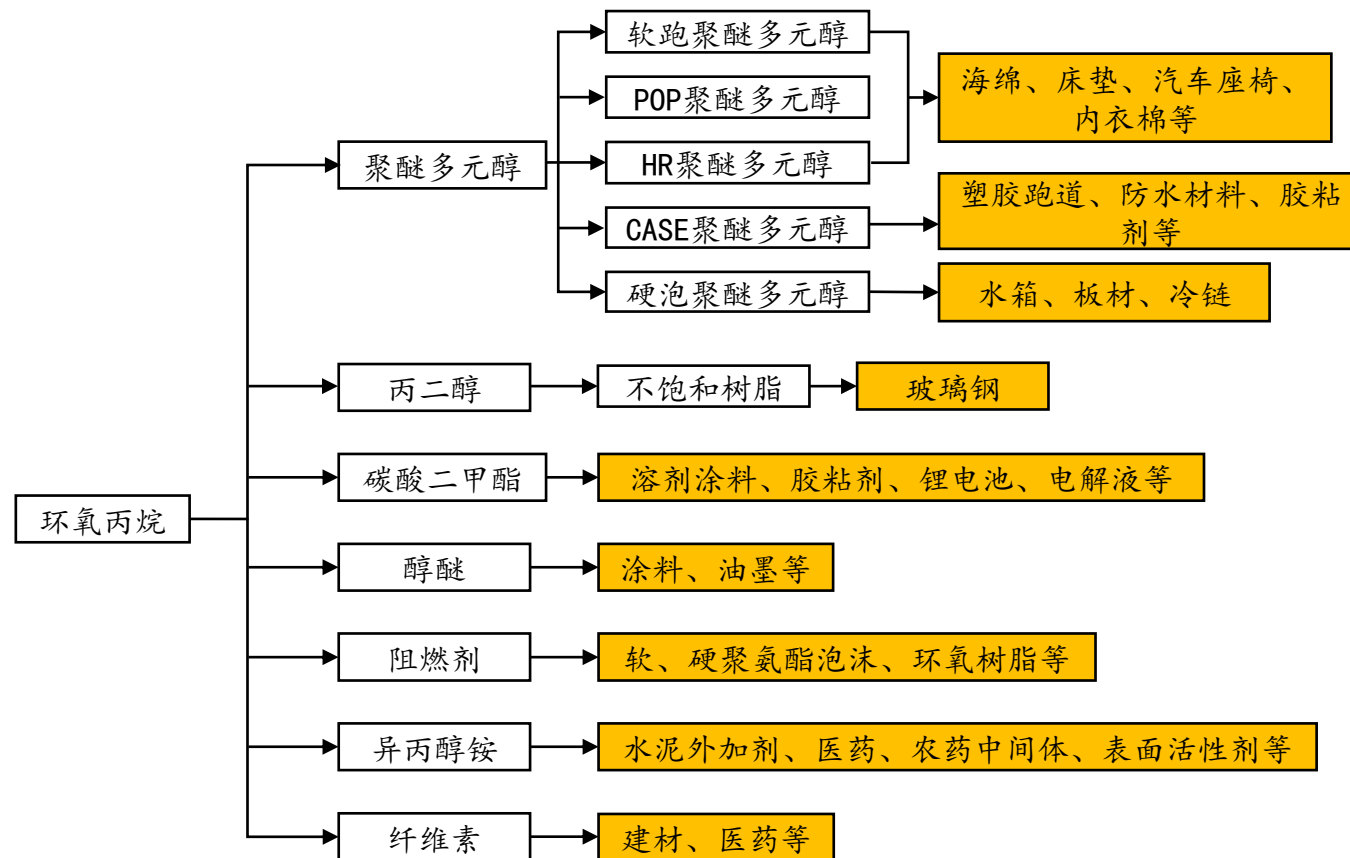 软跑聚醚多元醇
POP聚醚多元醇
海绵、床垫、汽车座椅、
内衣棉等
聚醚多元醇
HR聚醚多元醇
CASE聚醚多元醇
塑胶跑道、防水材料、胶粘
剂等
硬泡聚醚多元醇
水箱、板材、冷链
丙二醇
不饱和树脂
玻璃钢
碳酸二甲酯
溶剂涂料、胶粘剂、锂电池、电解液等
环氧丙烷
醇醚
涂料、油墨等
阻燃剂
软、硬聚氨酯泡沫、环氧树脂等
异丙醇铵
水泥外加剂、医药、农药中间体、表面活性剂等
纤维素
建材、医药等